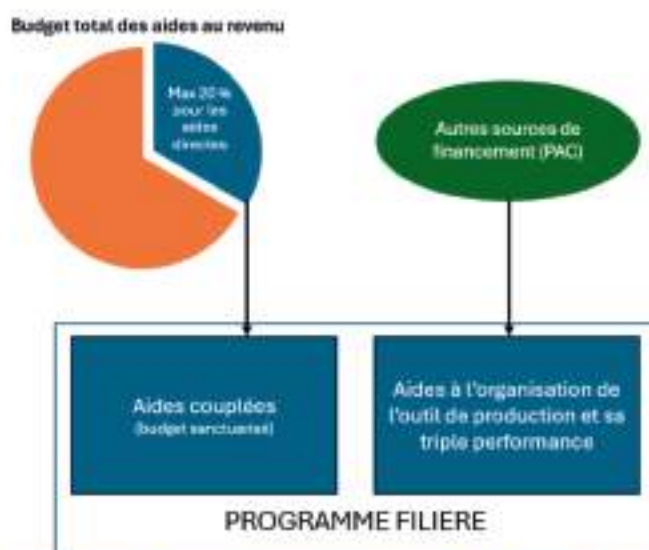 Budget total des aides au revenu
Max 20 %
pour les
aides
directes
Autres sources de
financement (PAC)
Aides couplées
(budget sanctuarisé)
Aides à l'organisation de
l'outil de production et sa
triple performance
PROGRAMME FILIERE